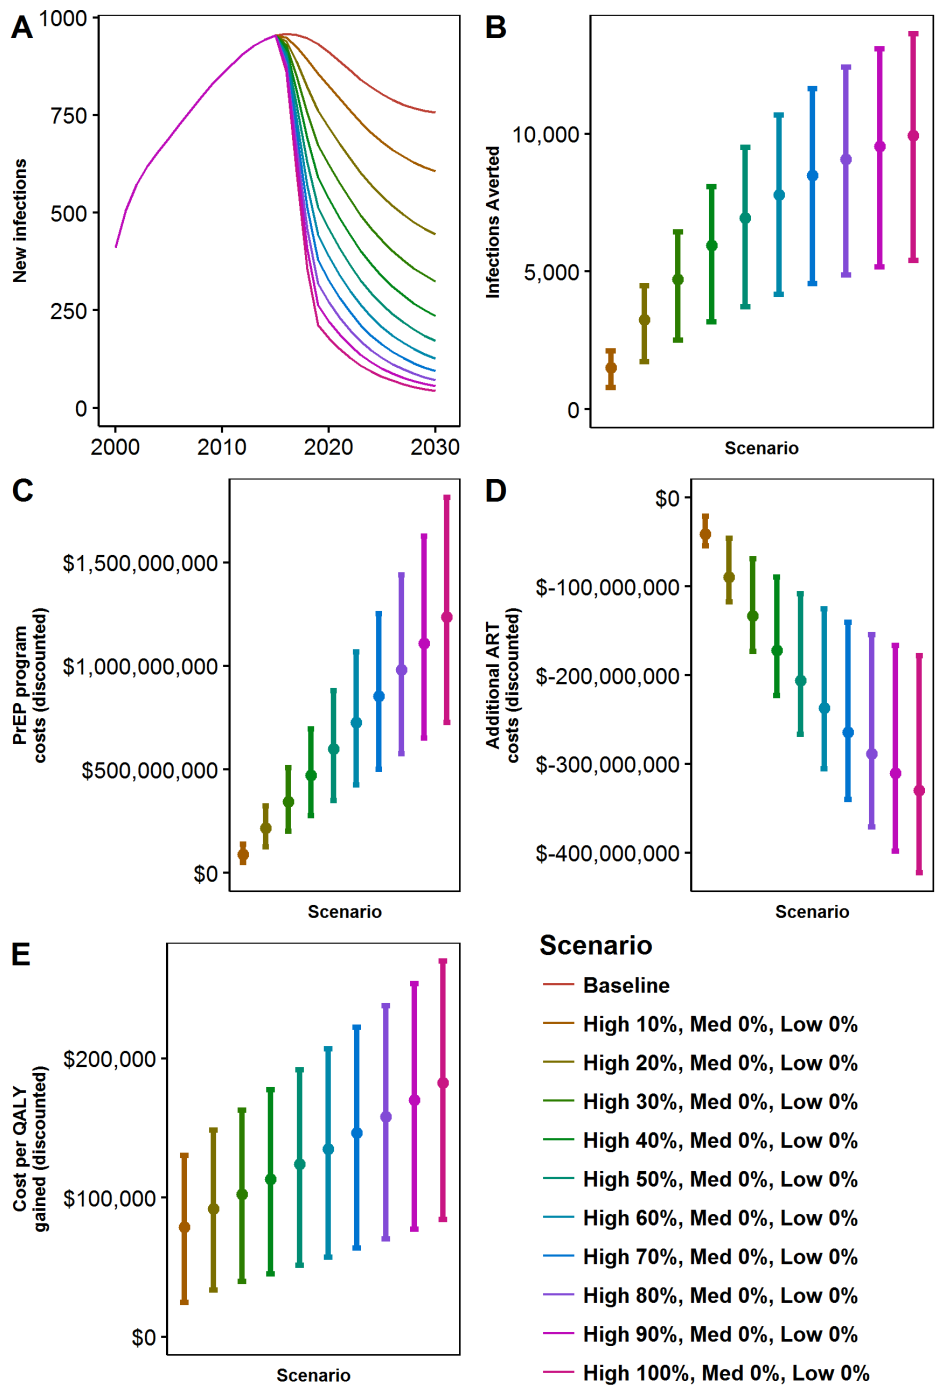 A
1000
750
500
250
0
New infections
2000
2010
2020
2030
B
10,000
5,000
0
Infections Averted
Scenario
C
$1,500,000,000
$1,000,000,000
$500,000,000
$0
PrEP program
costs (discounted)
Scenario
D
$0
$-100,000,000
$-200,000,000
$-300,000,000
$-400,000,000
Additional ART
costs (discounted)
Scenario
E
$200,000
$100,000
$0
Cost per QALY
gained (discounted)
Scenario
Scenario
Baseline
High 10%, Med 0%, Low 0%
High 20%, Med 0%, Low 0%
High 30%, Med 0%, Low 0%
High 40%, Med 0%, Low 0%
High 50%, Med 0%, Low 0%
High 60%, Med 0%, Low 0%
High 70%, Med 0%, Low 0%
High 80%, Med 0%, Low 0%
High 90%, Med 0%, Low 0%
High 100%, Med 0%, Low 0%